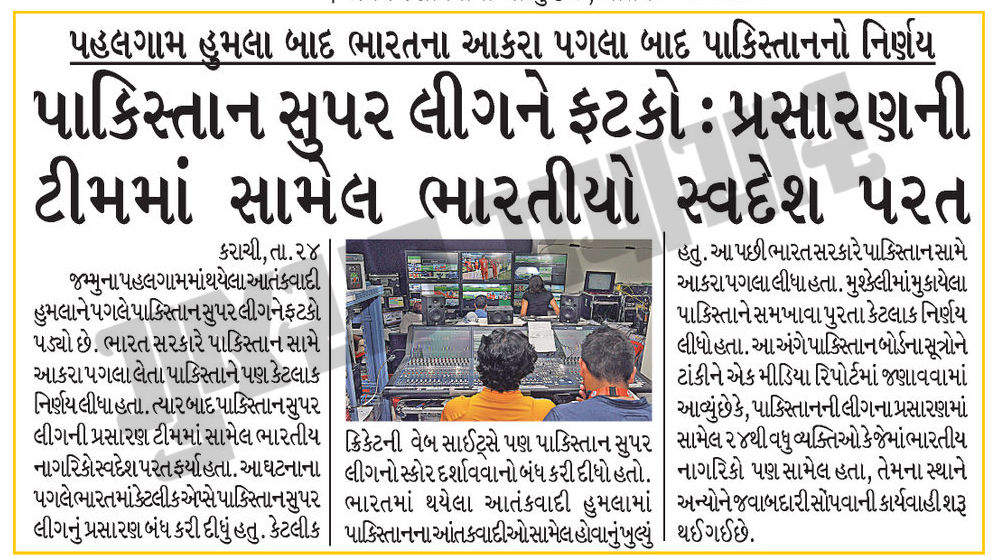 પહલગામ હુમલા બાદ ભારતના આકરા પગલા બાદ પાકિસ્તાનનો નિર્ણય
પાકિસ્તાન સુપર લીગને ફટકો : પ્રસારણની
ટીમમાં સામેલ ભારતીયો સ્વદેશ પરત
કરાચી, તા. ૨૪
જમ્મુના પહલગામમાં થયેલા આતંકવાદી
હુમલાને પગલે પાકિસ્તાન સુપર લીગને ફટકો
પડ્યો છે. ભારત સરકારે પાકિસ્તાન સામે
આકરા પગલા લેતા પાકિસ્તાને પણ કેટલાક
નિર્ણય લીધા હતા. ત્યાર બાદ પાકિસ્તાન સુપર
લીગની પ્રસારણ ટીમમાં સામેલ ભારતીય
નાગરિકો સ્વદેશ પરત ફર્યા હતા. આ ઘટનાના
પગલે ભારતમાં કેટલીક એપ્સે પાકિસ્તાન સુપર
લીગનું પ્રસારણ બંધ કરી દીધું હતુ. કેટલીક
ક્રિકેટની વેબ સાઈટ્સે પણ પાકિસ્તાન સુપર
લીગનો સ્કોર દર્શાવવાનો બંધ કરી દીધો હતો.
ભારતમાં થયેલા આતંકવાદી હુમલામાં
પાકિસ્તાનના આંતકવાદીઓ સામેલ હોવાનું ખુલ્યું
હતુ. આ પછી ભારત સરકારે પાકિસ્તાન સામે
આકરા પગલા લીધા હતા. મુશ્કેલીમાં મુકાયેલા
પાકિસ્તાને સમખાવા પુરતા કેટલાક નિર્ણય
લીધો હતા. આ અંગે પાકિસ્તાન બોર્ડના સૂત્રોને
ટાંકીને એક મીડિયા રિપોર્ટમાં જણાવવામાં
આવ્યું છે કે, પાકિસ્તાનની લીગના પ્રસારણમાં
સામેલ ૨૪થી વધુ વ્યક્તિઓ કે જેમાં ભારતીય
નાગરિકો પણ સામેલ હતા, તેમના સ્થાને
અન્યોને જવાબદારી સોંપવાની કાર્યવાહી શરૂ
થઈ ગઈ છે.